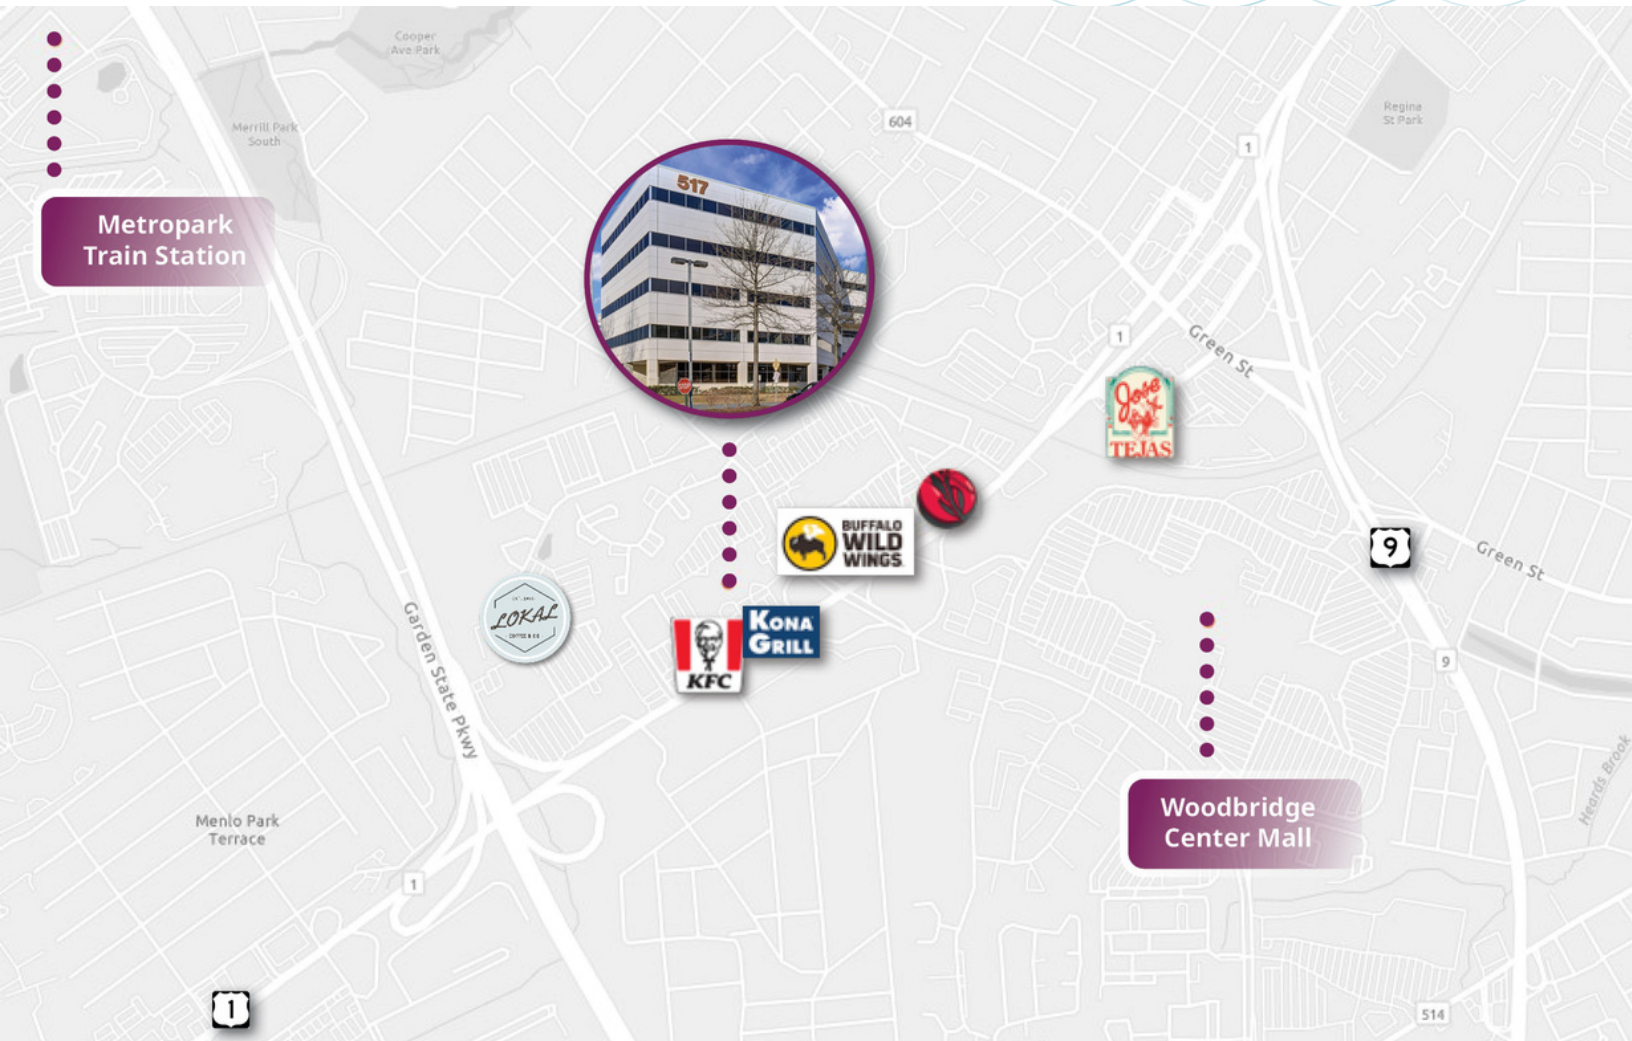 Cooper
Ave Park
Merrill Park
South
604
Regina
St Park
1
517
Metropark
Train Station
1
Green St
Jose
TEJAS
BUFFALO
WILD
WINGS
9
Green St
LOKAL
KONA
GRILL
KFC
Garden State Pkwy
9
Woodbridge
Center Mall
Heards Brook
Menlo Park
Terrace
1
1
514